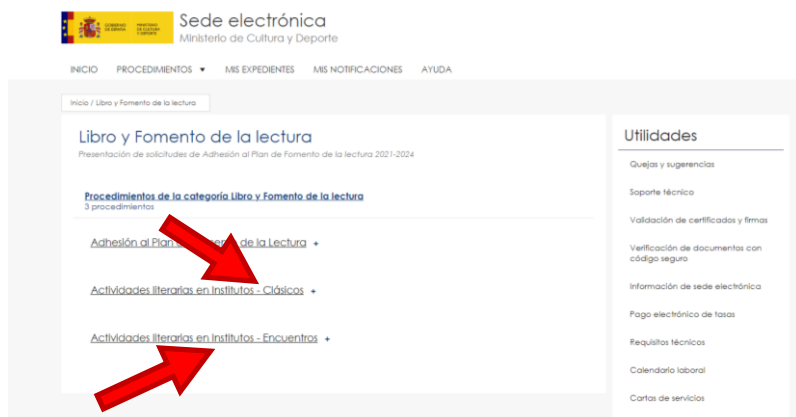 GOBIERNO DE ESPAÑA
MINISTERIO DE CULTURA Y DEPORTE
Sede electrónica
Ministerio de Cultura y Deporte
INICIO PROCEDIMIENTOS ▼ MIS EXPEDIENTES MIS NOTIFICACIONES AYUDA
Inicio / Libro y Fomento de la lectura
Libro y Fomento de la lectura
Presentación de solicitudes de Adhesión al Plan de Fomento de la lectura 2021-2024
Procedimientos de la categoría Libro y Fomento de la lectura
3 procedimientos
Adhesión al Plan de la Lectura +
Actividades literarias en Institutos - Clásicos +
Actividades literarias en Institutos - Encuentros +
Utilidades
Quejas y sugerencias
Soporte técnico
Validación de certificados y firmas
Verificación de documentos con
código seguro
Información de sede electrónica
Pago electrónico de tasas
Requisitos técnicos
Calendario laboral
Cartas de servicios